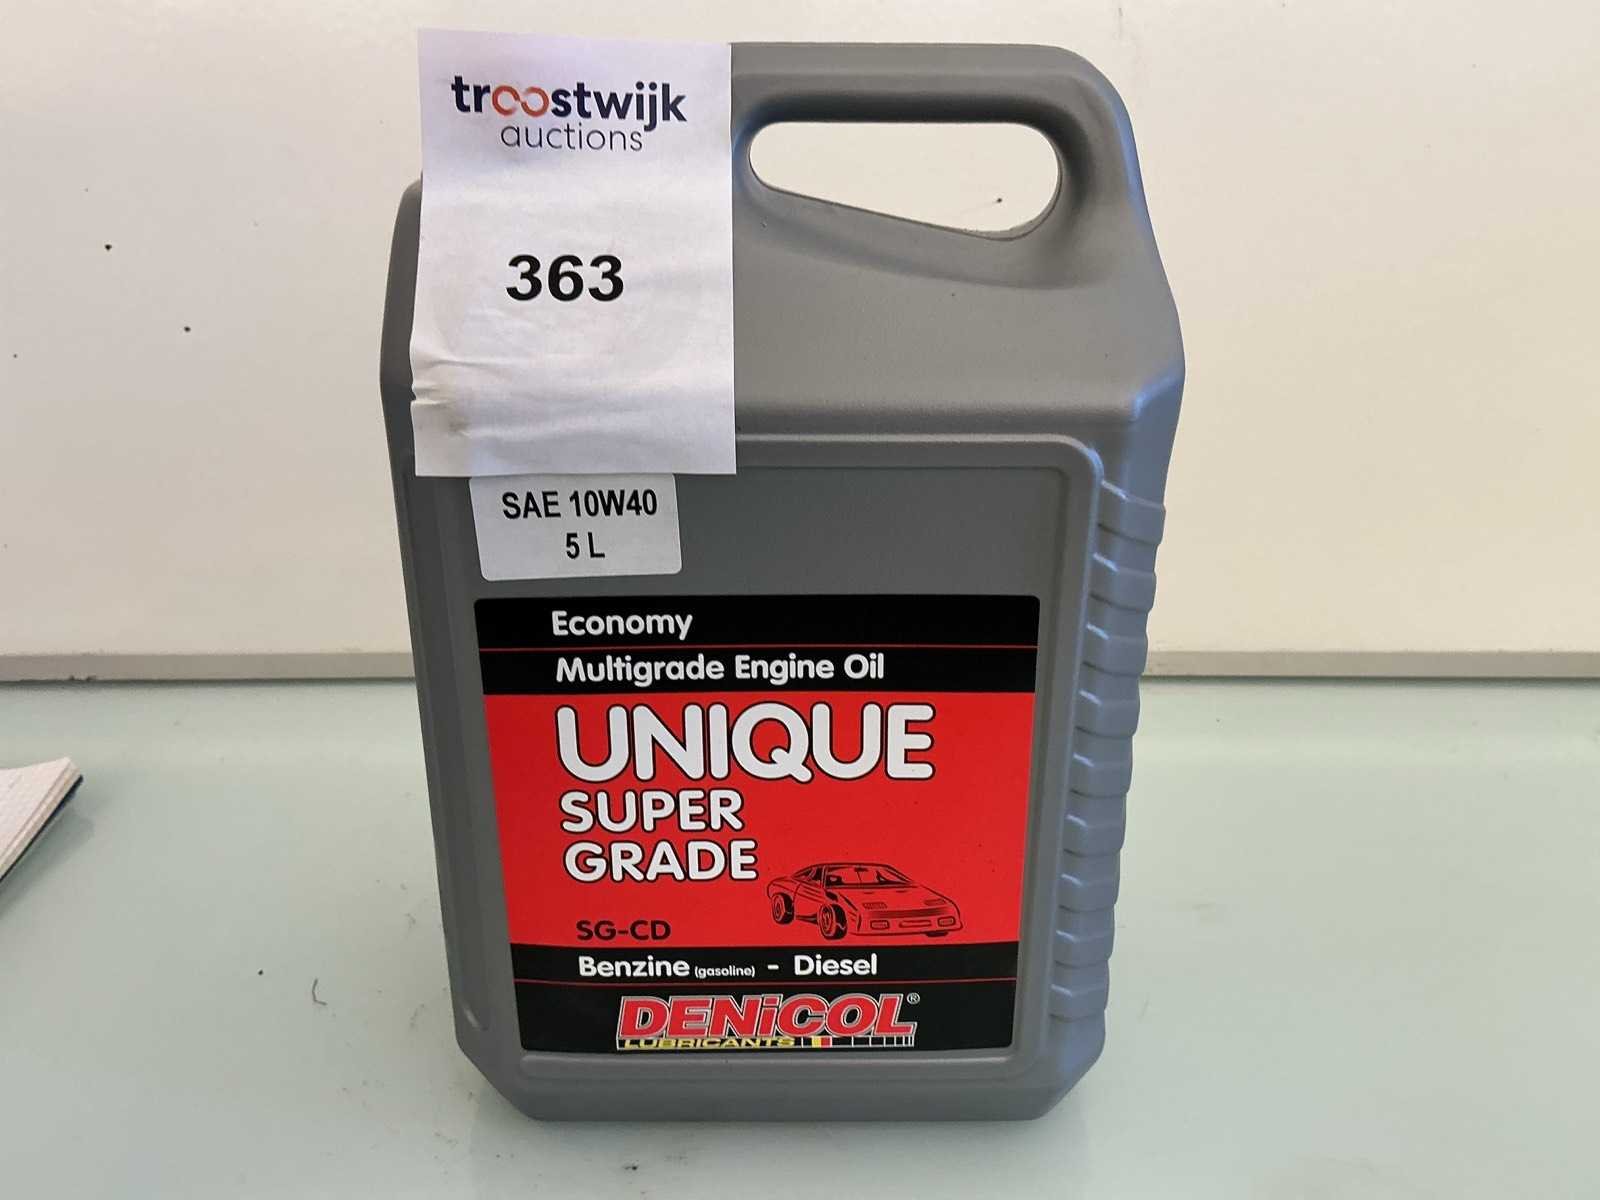 troostwijk
auctions
363
SAE 10W40
5 L
Economy
Multigrade Engine Oil
UNIQUE
SUPER
GRADE
SG-CD
Benzine (gasoline) - Diesel
DENiCOL®
LUBRICANTS